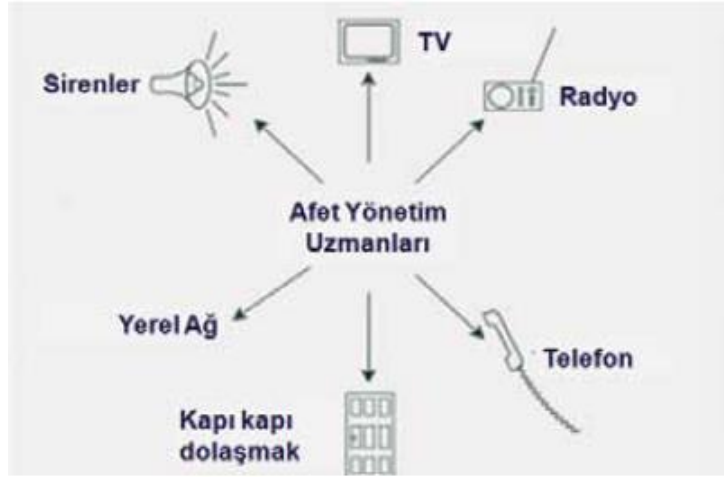 TV
Sirenler
Radyo
Afet Yönetim
Uzmanları
Yerel Ağ
Telefon
Kapı kapı
dolaşmak